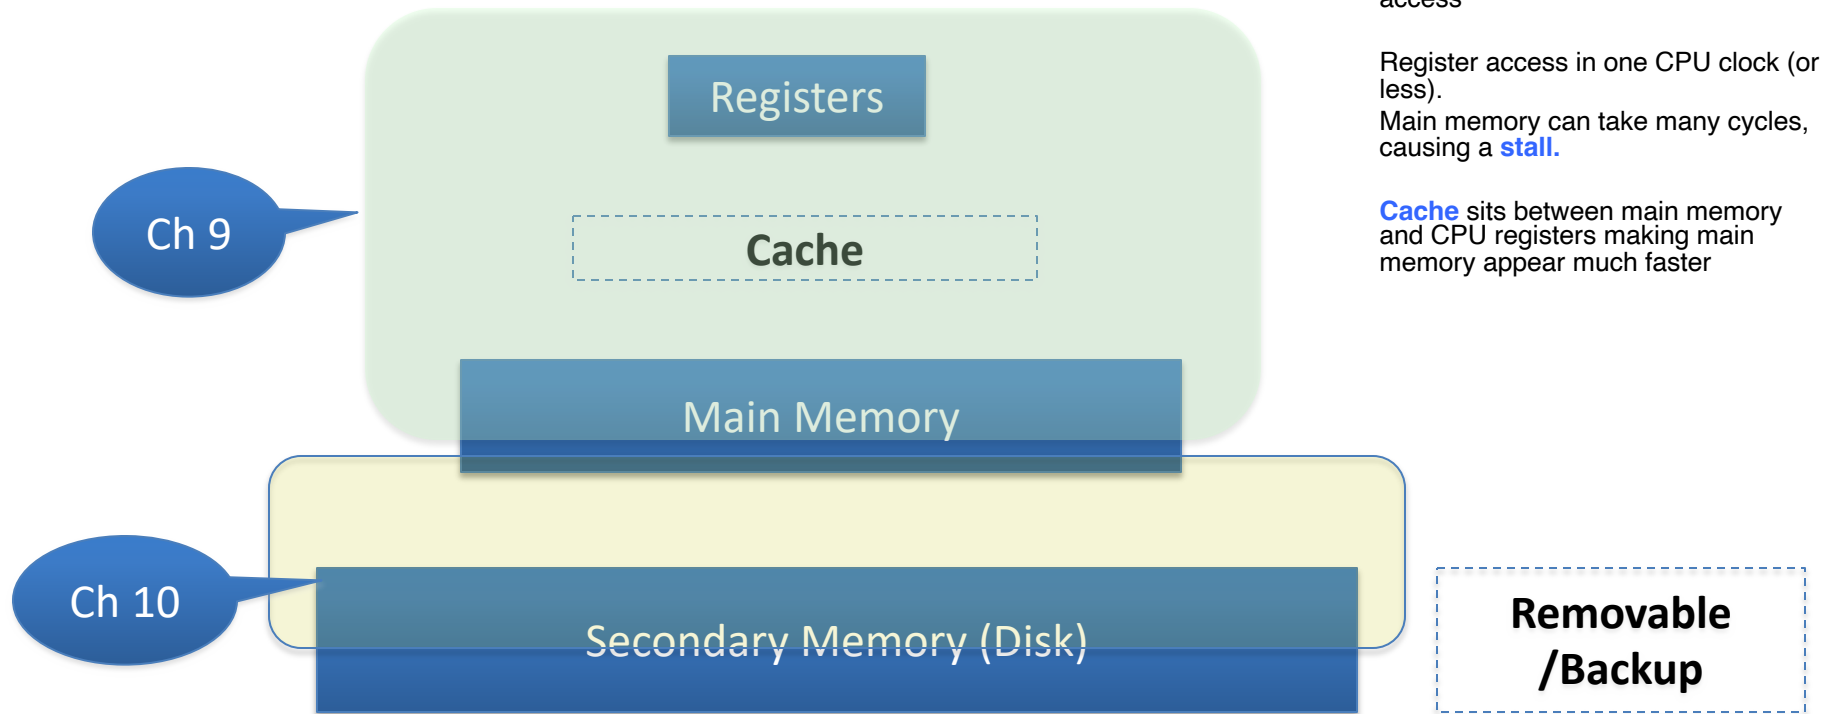 access
Registers
Register access in one CPU clock (or
less).
Main memory can take many cycles,
causing a stall.
Ch 9
Cache
Cache sits between main memory
and CPU registers making main
memory appear much faster
Main Memory
Ch 10
Secondary Memory (Disk)
Removable
/Backup